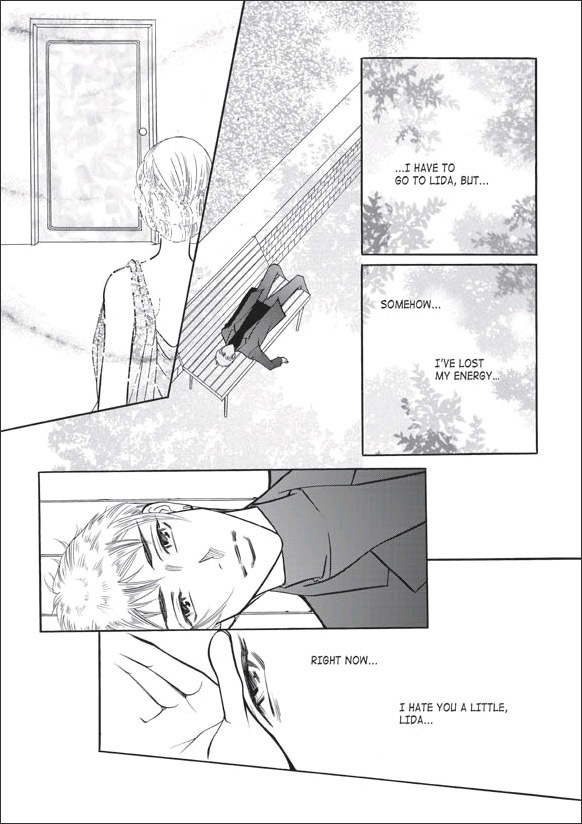 ...I HAVE TO
GO TO LIDA, BUT...
SOMEHOW...
I'VE LOST
MY ENERGY...
RIGHT NOW...
I HATE YOU A LITTLE,
LIDA...